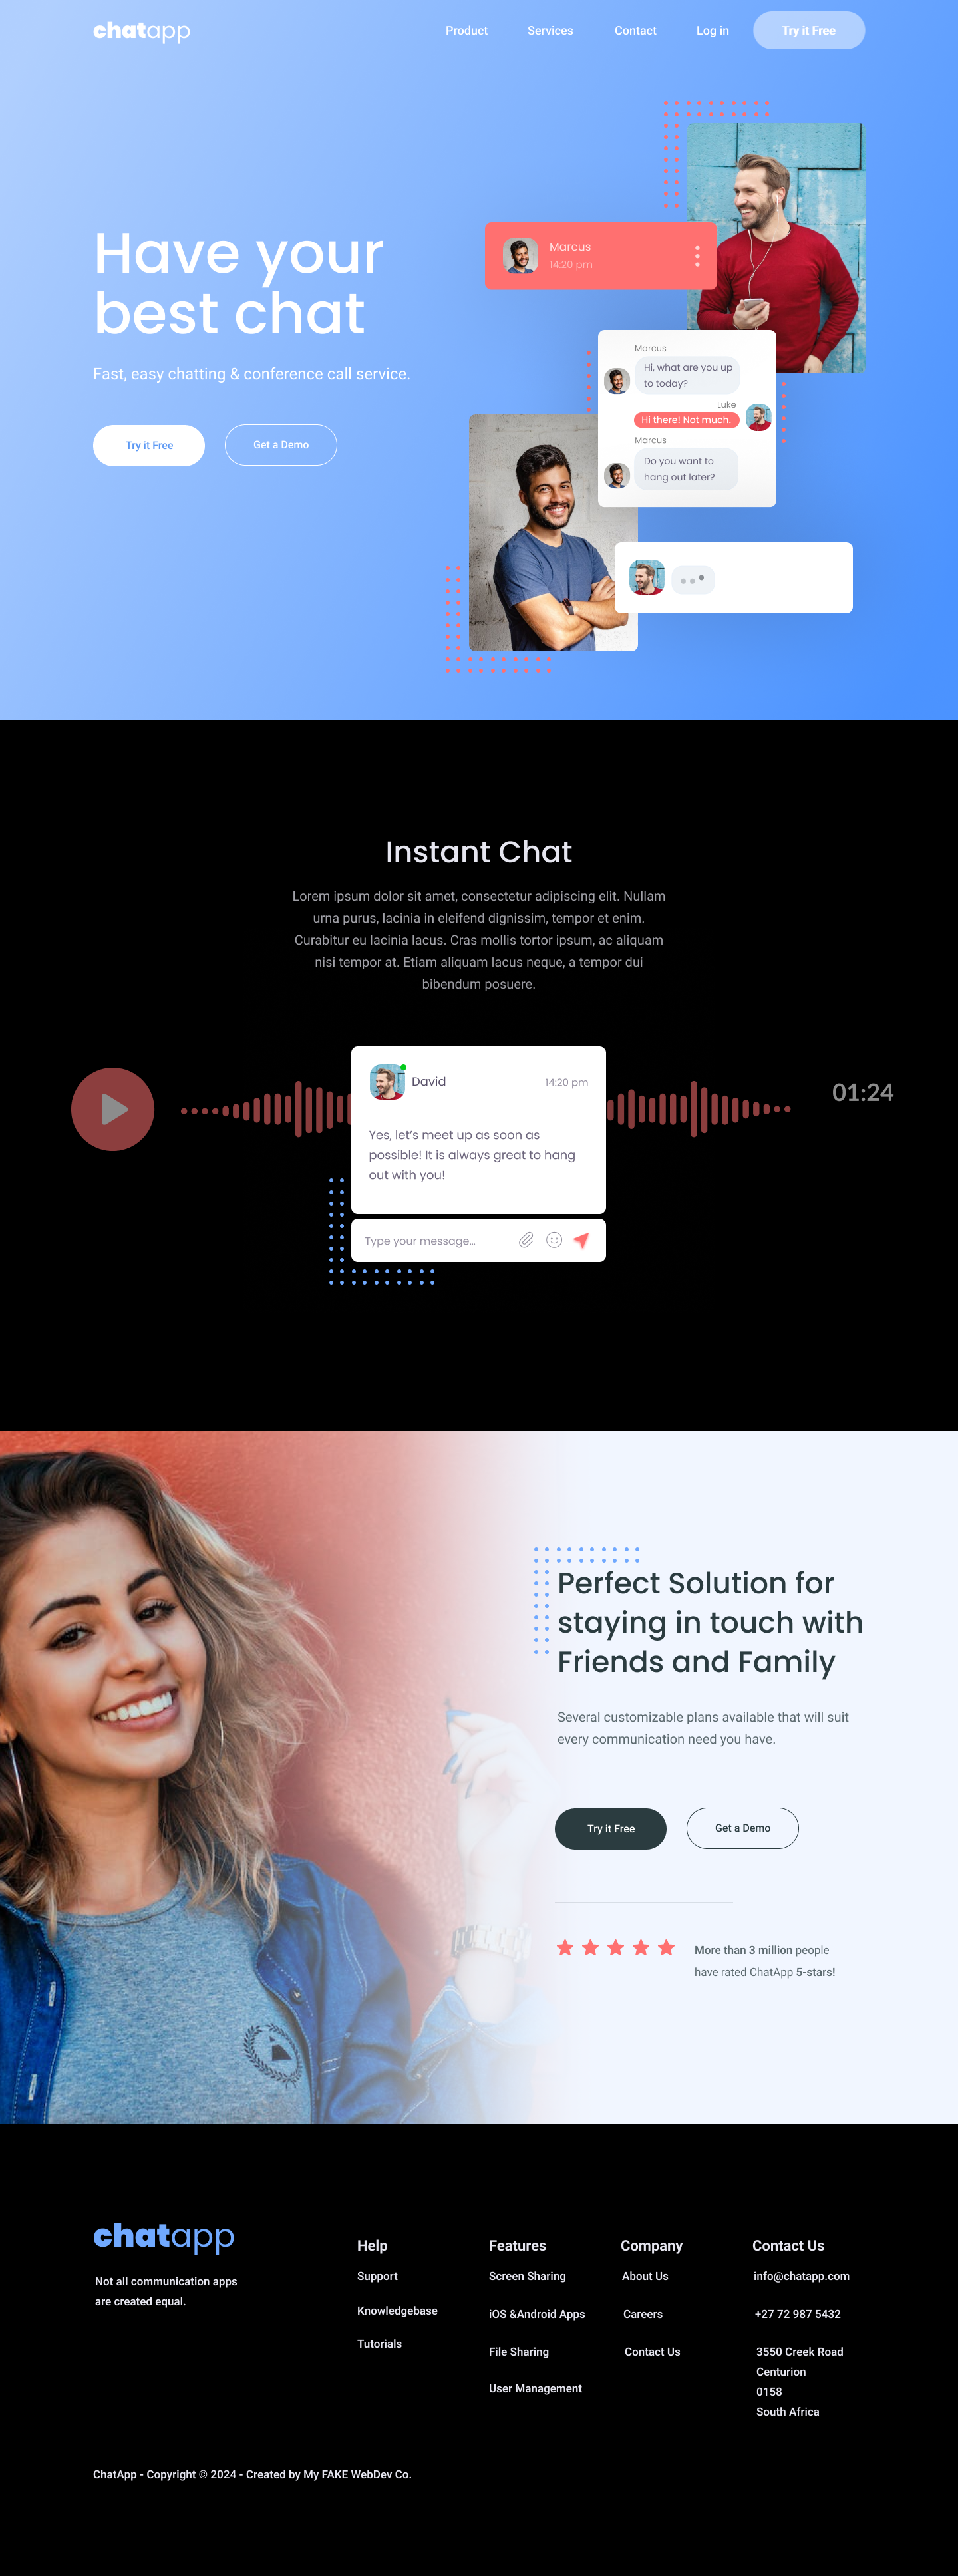 chatapp
Product
Services
Contact
Log in
Try it Free
Have your
best chat
Fast, easy chatting & conference call service.
Try it Free
Get a Demo
Marcus
14:20 pm
Marcus
Hi, what are you up
to today?
Luke
Hi there! Not much.
Marcus
Do you want to
hang out later?
Instant Chat
Lorem ipsum dolor sit amet, consectetur adipiscing elit. Nullam
urna purus, lacinia in eleifend dignissim, tempor et enim.
Curabitur eu lacinia lacus. Cras mollis tortor ipsum, ac aliquam
nisi tempor at. Etiam aliquam lacus neque, a tempor dui
bibendum posuere.
David
14:20 pm
01:24
Yes, let’s meet up as soon as
possible! It is always great to hang
out with you!
Type your message...
Perfect Solution for
staying in touch with
Friends and Family
Several customizable plans available that will suit
every communication need you have.
Try it Free
Get a Demo
More than 3 million people
have rated ChatApp 5-stars!
chatapp
Not all communication apps
are created equal.
Help
Support
Knowledgebase
Tutorials
Features
Screen Sharing
iOS &Android Apps
File Sharing
User Management
Company
About Us
Careers
Contact Us
Contact Us
info@chatapp.com
+27 72 987 5432
3550 Creek Road
Centurion
0158
South Africa
ChatApp - Copyright © 2024 - Created by My FAKE WebDev Co.